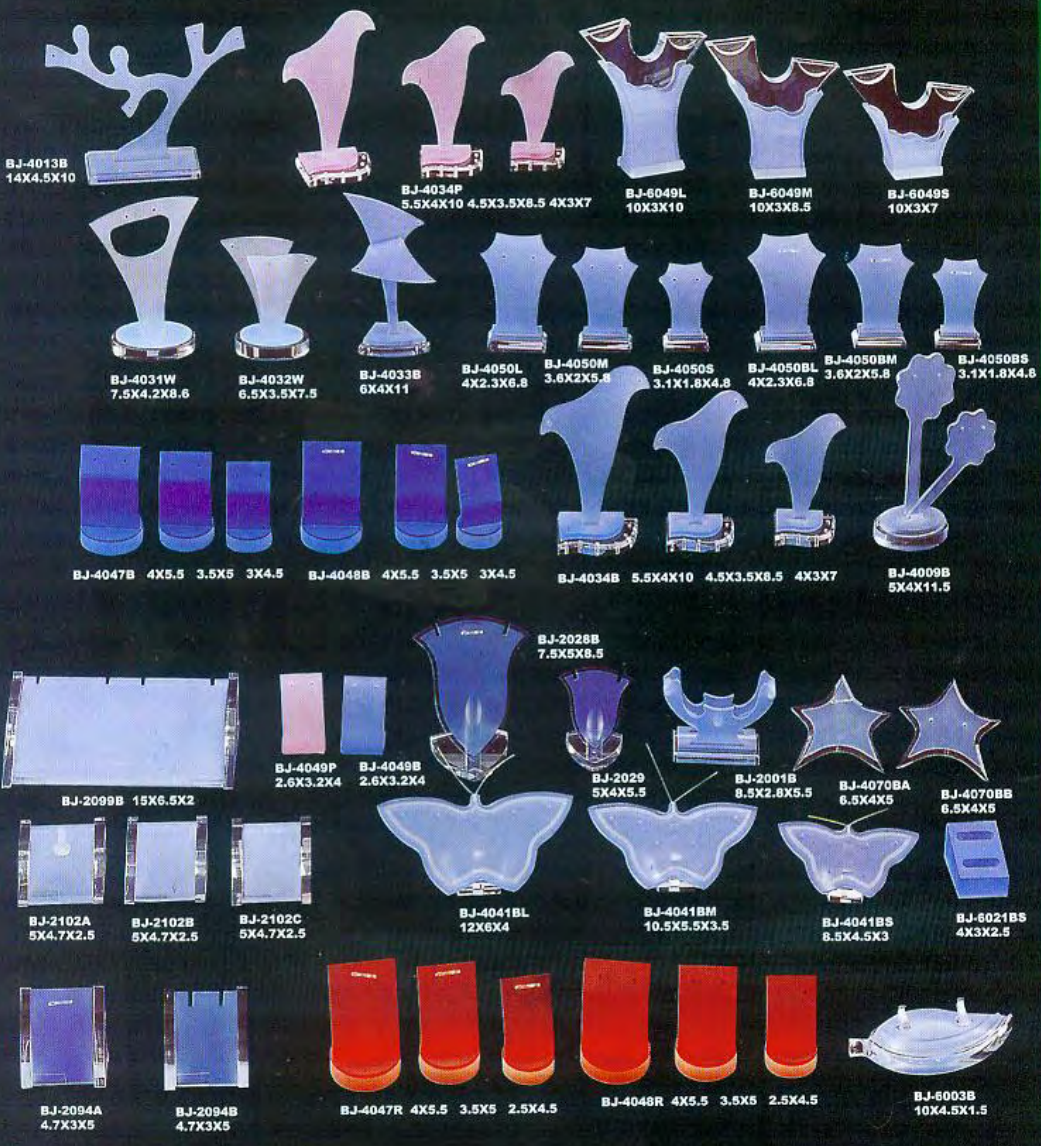 BJ-4013B
14X4.5X10
BJ-4034P
5.5X4X10 4.5X3.5X8.5 4X3X7
BJ-6049L
10X3X10
BJ-6049M
10X3X8.5
BJ-6049S
10X3X7
BJ-4031W
7.5X4.2X8.6
BJ-4032W
6.5X3.5X7.5
BJ-4033B
6X4X11
BJ-4050L
4X2.3X6.8
BJ-4050M
3.6X2X5.8
BJ-4050S
3.1X1.8X4.8
BJ-4050BL
4X2.3X6.8
BJ-4050BM
3.6X2X5.8
BJ-4050BS
3.1X1.8X4.8
BJ-4047B 4X5.5 3.5X5 3X4.5
BJ-4048B 4X5.5 3.5X5 3X4.5
BJ-4034B 5.5X4X10 4.5X3.5X8.5 4X3X7
BJ-4009B
5X4X11.5
BJ-2028B
7.5X5X8.5
BJ-2099B 15X6.5X2
BJ-4049P
2.6X3.2X4
BJ-4049B
2.6X3.2X4
BJ-2029
5X4X5.5
BJ-2001B
8.5X2.8X5.5
BJ-4070BA
6.5X4X5
BJ-4070BB
6.5X4X5
BJ-2102A
5X4.7X2.5
BJ-2102B
5X4.7X2.5
BJ-2102C
5X4.7X2.5
BJ-4041BL
12X6X4
BJ-4041BM
10.5X5.5X3.5
BJ-4041BS
8.5X4.5X3
BJ-6021BS
4X3X2.5
BJ-2094A
4.7X3X5
BJ-2094B
4.7X3X5
BJ-4047R 4X5.5 3.5X5 2.5X4.5
BJ-4048R 4X5.5 3.5X5 2.5X4.5
BJ-6003B
10X4.5X1.5